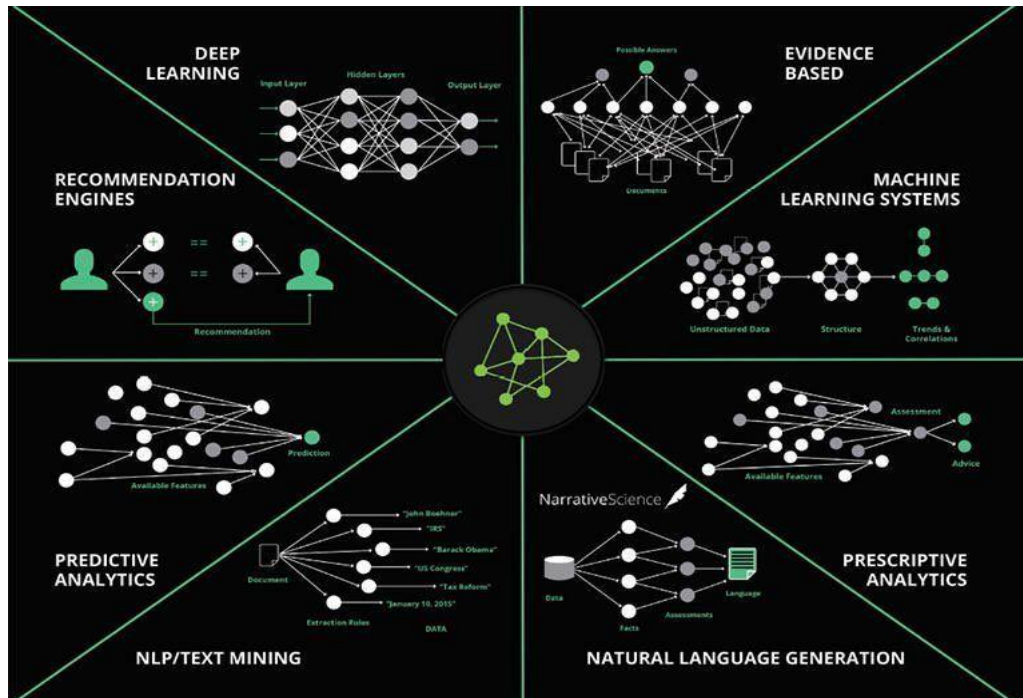 DEEP
LEARNING
Input Layer
Hidden Layers
Output Layer
EVIDENCE
BASED
Possible Answers
Documents
RECOMMENDATION
ENGINES
+
==
+
+
==
+
+
Recommendation
MACHINE
LEARNING SYSTEMS
Unstructured Data
Structure
Trends &
Correlations
Prediction
Available Features
PREDICTIVE
ANALYTICS
Assessment
Advice
Available Features
PRESCRIPTIVE
ANALYTICS
Document
"John Boehner"
"IRS"
"Barack Obama"
"US Congress"
"Tax Reform"
"January 10, 2015"
Extraction Rules
DATA
NLP/TEXT MINING
NarrativeScience
Data
Facts
Assessments
Language
NATURAL LANGUAGE GENERATION